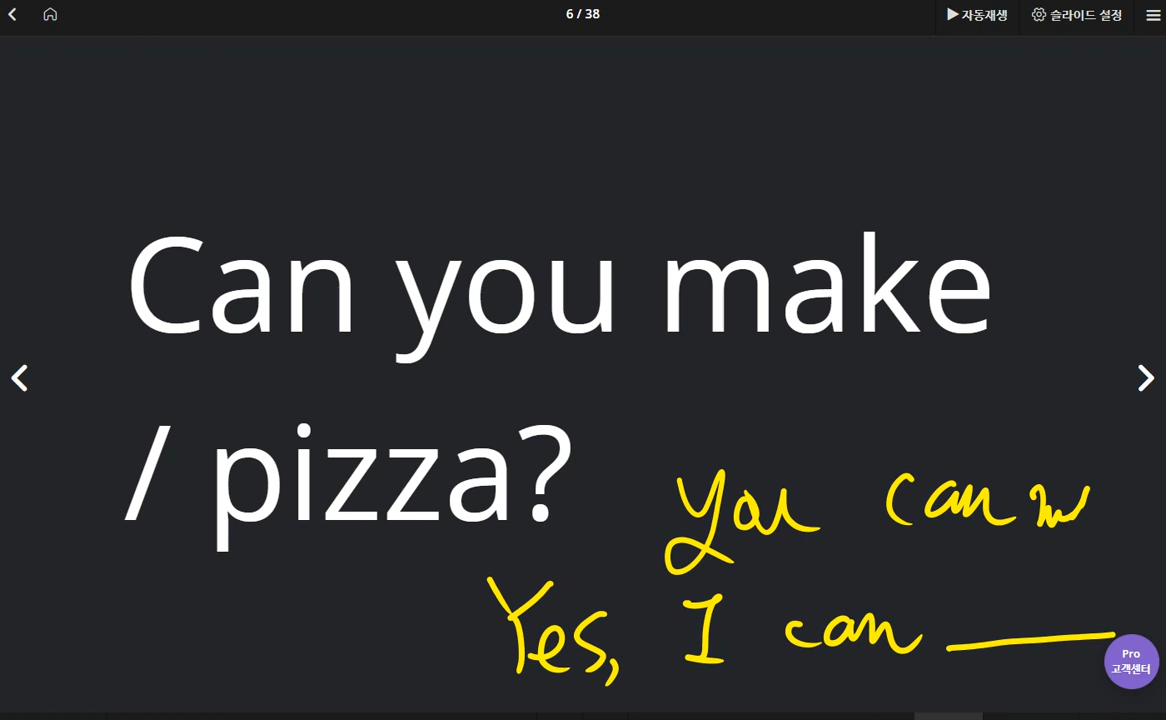 6 / 38
자동재생
슬라이드 설정
Can you make
/ pizza?
You can
Yes, I can
Pro
고객센터